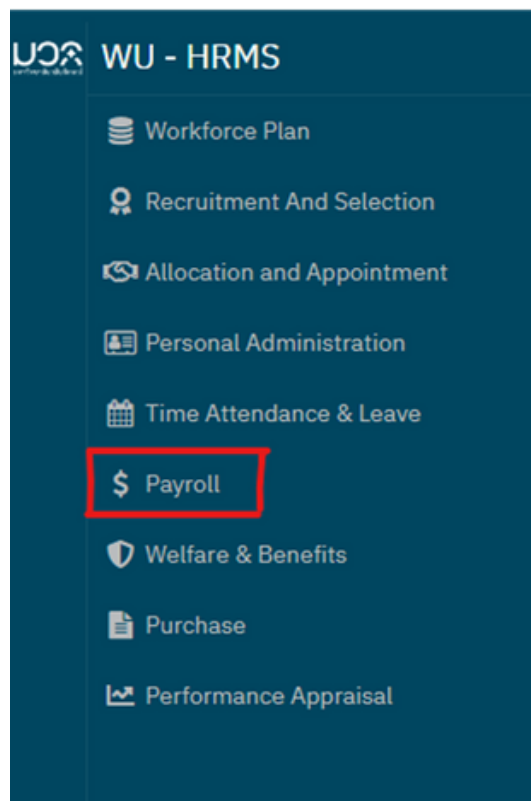 WU - HRMS
Workforce Plan
Recruitment And Selection
Allocation and Appointment
Personal Administration
Time Attendance & Leave
$ Payroll
Welfare & Benefits
Purchase
Performance Appraisal